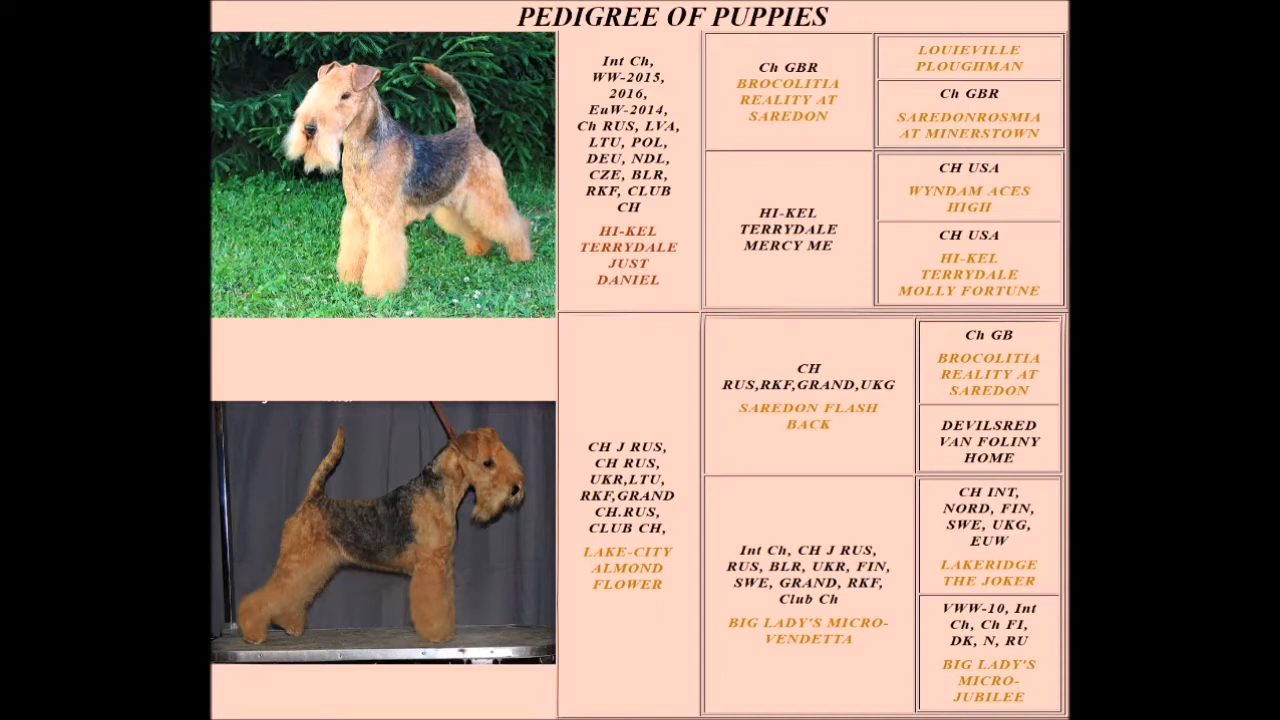 PEDIGREE OF PUPPIES
Int Ch,
WW-2015,
2016,
EuW-2014,
Ch RUS, LVA,
LTU, POL,
DEU, NDL,
CZE, BLR,
RKF, CLUB
CH
HI-KEL
TERRYDALE
JUST
DANIEL
Ch GBR
BROCOLITIA
REALITY AT
SAREDON
LOUIEVILLE
PLOUGHMAN
Ch GBR
SAREDONROSMIA
AT MINERSTOWN
HI-KEL
TERRYDALE
MERCY ME
CH USA
WYNDAM ACES
HIGH
CH USA
HI-KEL
TERRYDALE
MOLLY FORTUNE
CH J RUS,
CH RUS,
UKR,LTU,
RKF,GRAND
CH.RUS,
CLUB CH,
LAKE-CITY
ALMOND
FLOWER
CH
RUS,RKF,GRAND,UKG
SAREDON FLASH
BACK
Ch GB
BROCOLITIA
REALITY AT
SAREDON
DEVILSRED
VAN FOLINY
HOME
Int Ch, CH J RUS,
RUS, BLR, UKR, FIN,
SWE, GRAND, RKF,
Club Ch
BIG LADY'S MICRO-
VENDETTA
CH INT,
NORD, FIN,
SWE, UKG,
EUW
LAKERIDGE
THE JOKER
VWW-10, Int
Ch, Ch FI,
DK, N, RU
BIG LADY'S
MICRO-
JUBILEE